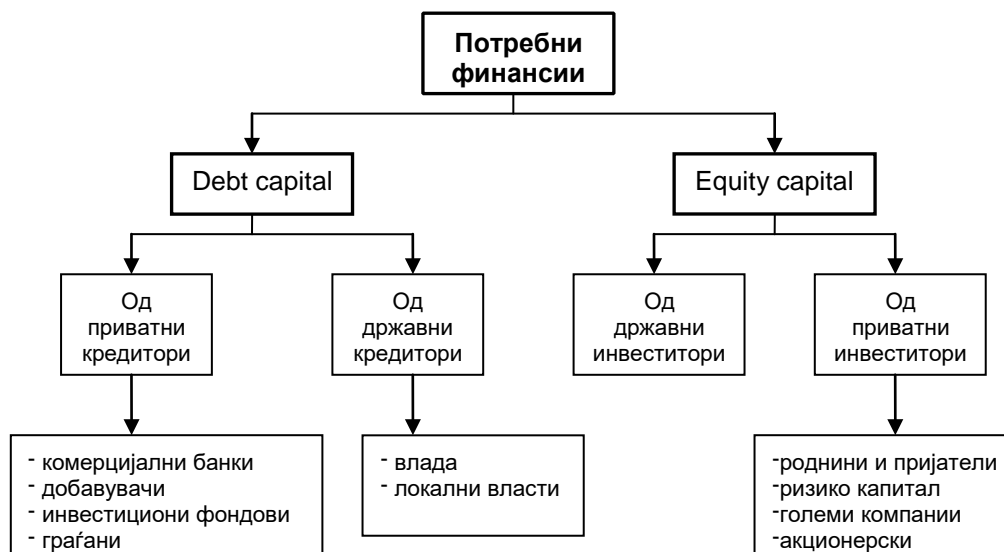 Потребни
финансии
Debt capital
Equity capital
Од
приватни
кредитори
Од
државни
кредитори
Од
државни
инвеститори
Од
приватни
инвеститори
- комерцијални банки
- добавувачи
- инвестициони фондови
- граѓани
- влада
- локални власти
-роднини и пријатели
-ризико капитал
-големи компании
-акционерски